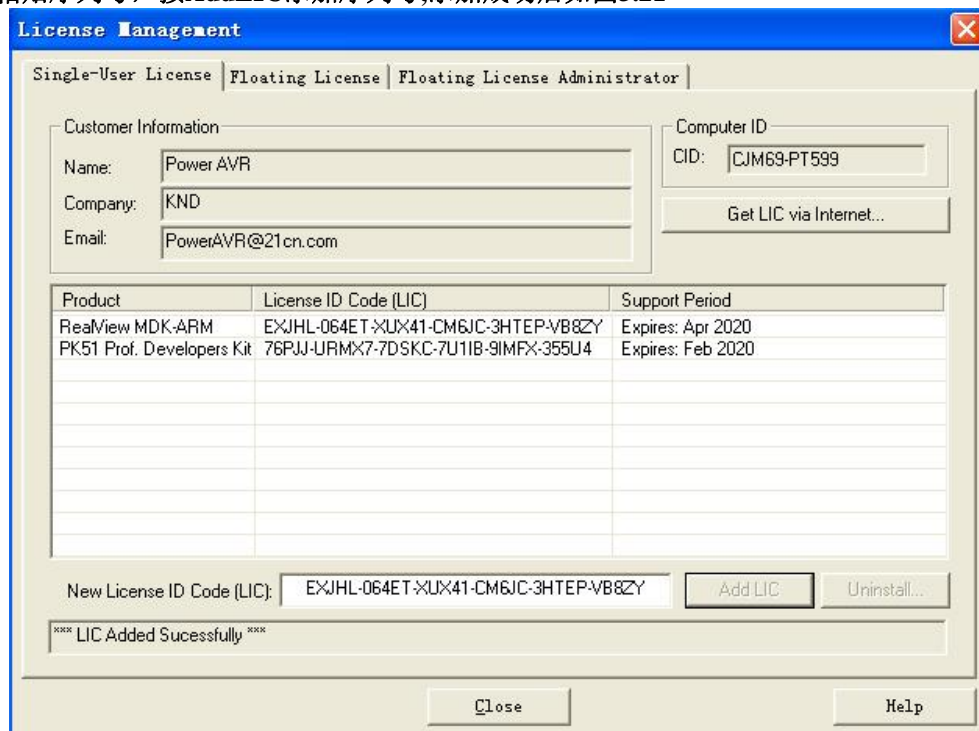 License Management
Single-User License Floating License Floating License Administrator
Customer Information
Name: Power AVR
Company: KND
Email: PowerAVR@21cn.com
Computer ID
CID: CJM69-PT599
Get LIC via Internet...
Product License ID Code (LIC) Support Period
RealView MDK-ARM EXJHL-064ET-XUX41-CM6JC-3HTEP-VB8ZY Expires: Apr 2020
PK51 Prof. Developers Kit 76PJJ-URMX7-7DSKC-7U1IB-9IMFX-355U4 Expires: Feb 2020
New License ID Code (LIC): EXJHL-064ET-XUX41-CM6JC-3HTEP-VB8ZY Add LIC Uninstall...
*** LIC Added Sucessfully ***
Close Help